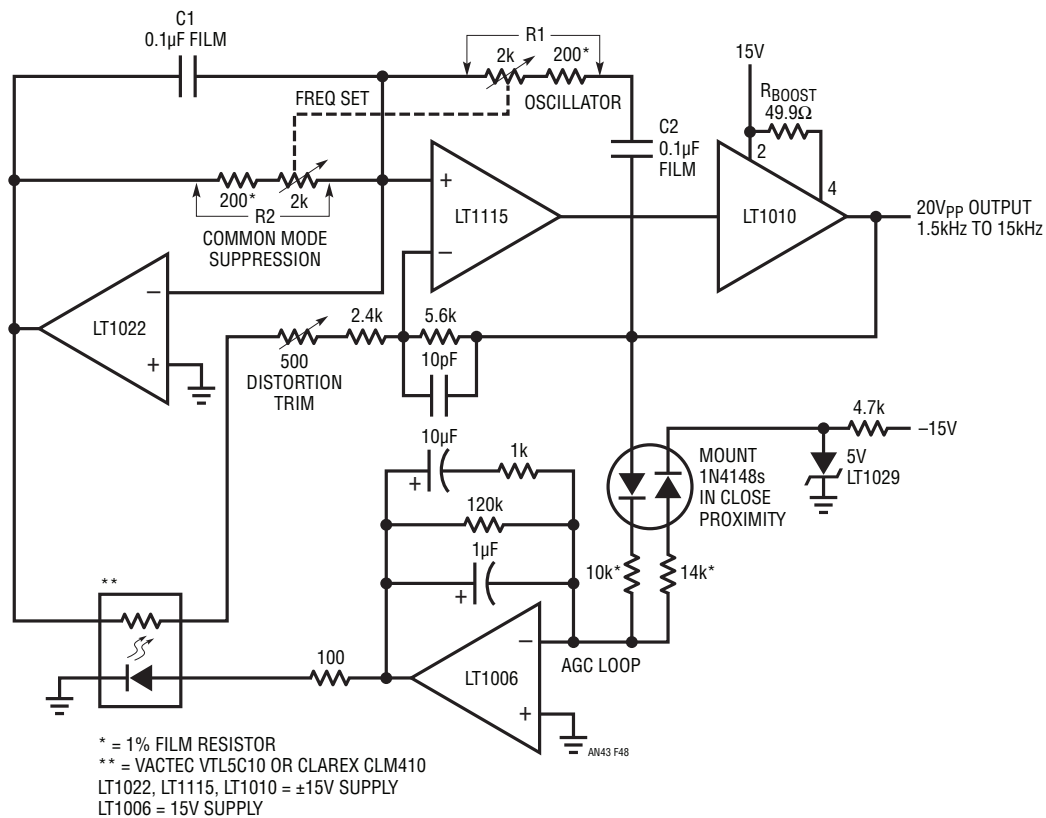 C1
0.1µF FILM
R1
2k
200*
OSCILLATOR
FREQ SET
15V
RBOOST
49.9Ω
2
4
C2
0.1µF
FILM
200*
2k
R2
COMMON MODE
SUPPRESSION
+
−
LT1115
LT1010
20VPP OUTPUT
1.5kHz TO 15kHz
−
+
LT1022
500
DISTORTION
TRIM
2.4k
5.6k
10pF
4.7k
−15V
5V
LT1029
MOUNT
1N4148s
IN CLOSE
PROXIMITY
10µF
+
1k
120k
1µF
+
10k*
14k*
**
100
−
+
LT1006
AGC LOOP
AN43 F48
* = 1% FILM RESISTOR
** = VACTEC VTL5C10 OR CLAREX CLM410
LT1022, LT1115, LT1010 = ±15V SUPPLY
LT1006 = 15V SUPPLY